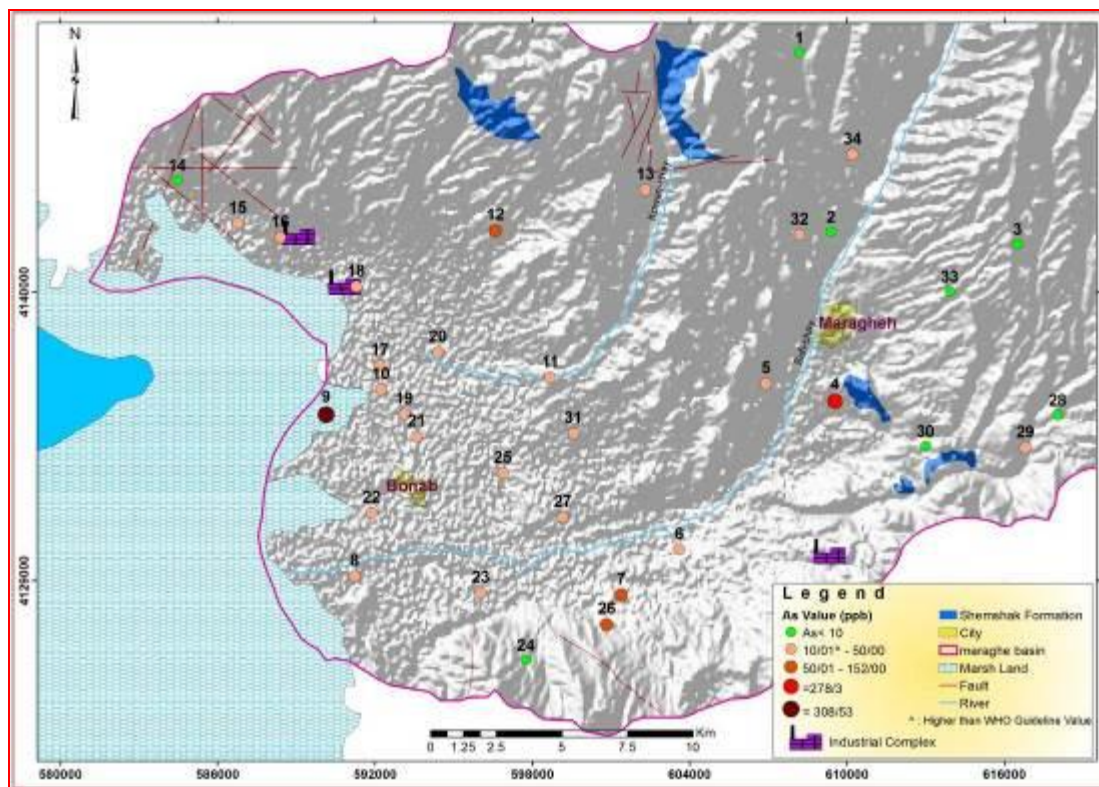 N
S
1
34
14
13
15
16
12
32
2
3
18
33
Maragheh
20
17
11
5
10
4
9
19
28
21
31
30
29
25
Bonab
22
27
6
8
23
7
26
24
4140000
4129000
Legend
As Value (ppb)
As< 10
10/01^ - 50/00
50/01 - 152/00
=278/3
= 308/53
Industrial Complex
Shemshak Formation
City
maraghe basin
Marsh Land
Fault
River
^ : Higher than WHO Guideline Value
Km
0 1.25 2.5 5 7.5 10
580000 586000 592000 598000 604000 610000 616000